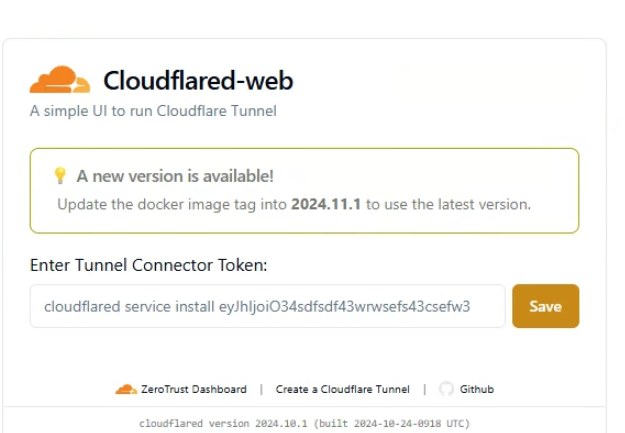 Cloudflared-web
A simple UI to run Cloudflare Tunnel
A new version is available!
Update the docker image tag into 2024.11.1 to use the latest version.
Enter Tunnel Connector Token:
cloudflared service install eyJhIjoiO34sdfsdf43wrwsefs43csefw3
Save
ZeroTrust Dashboard | Create a Cloudflare Tunnel | Github
cloudflared version 2024.10.1 (built 2024-10-24-0918 UTC)